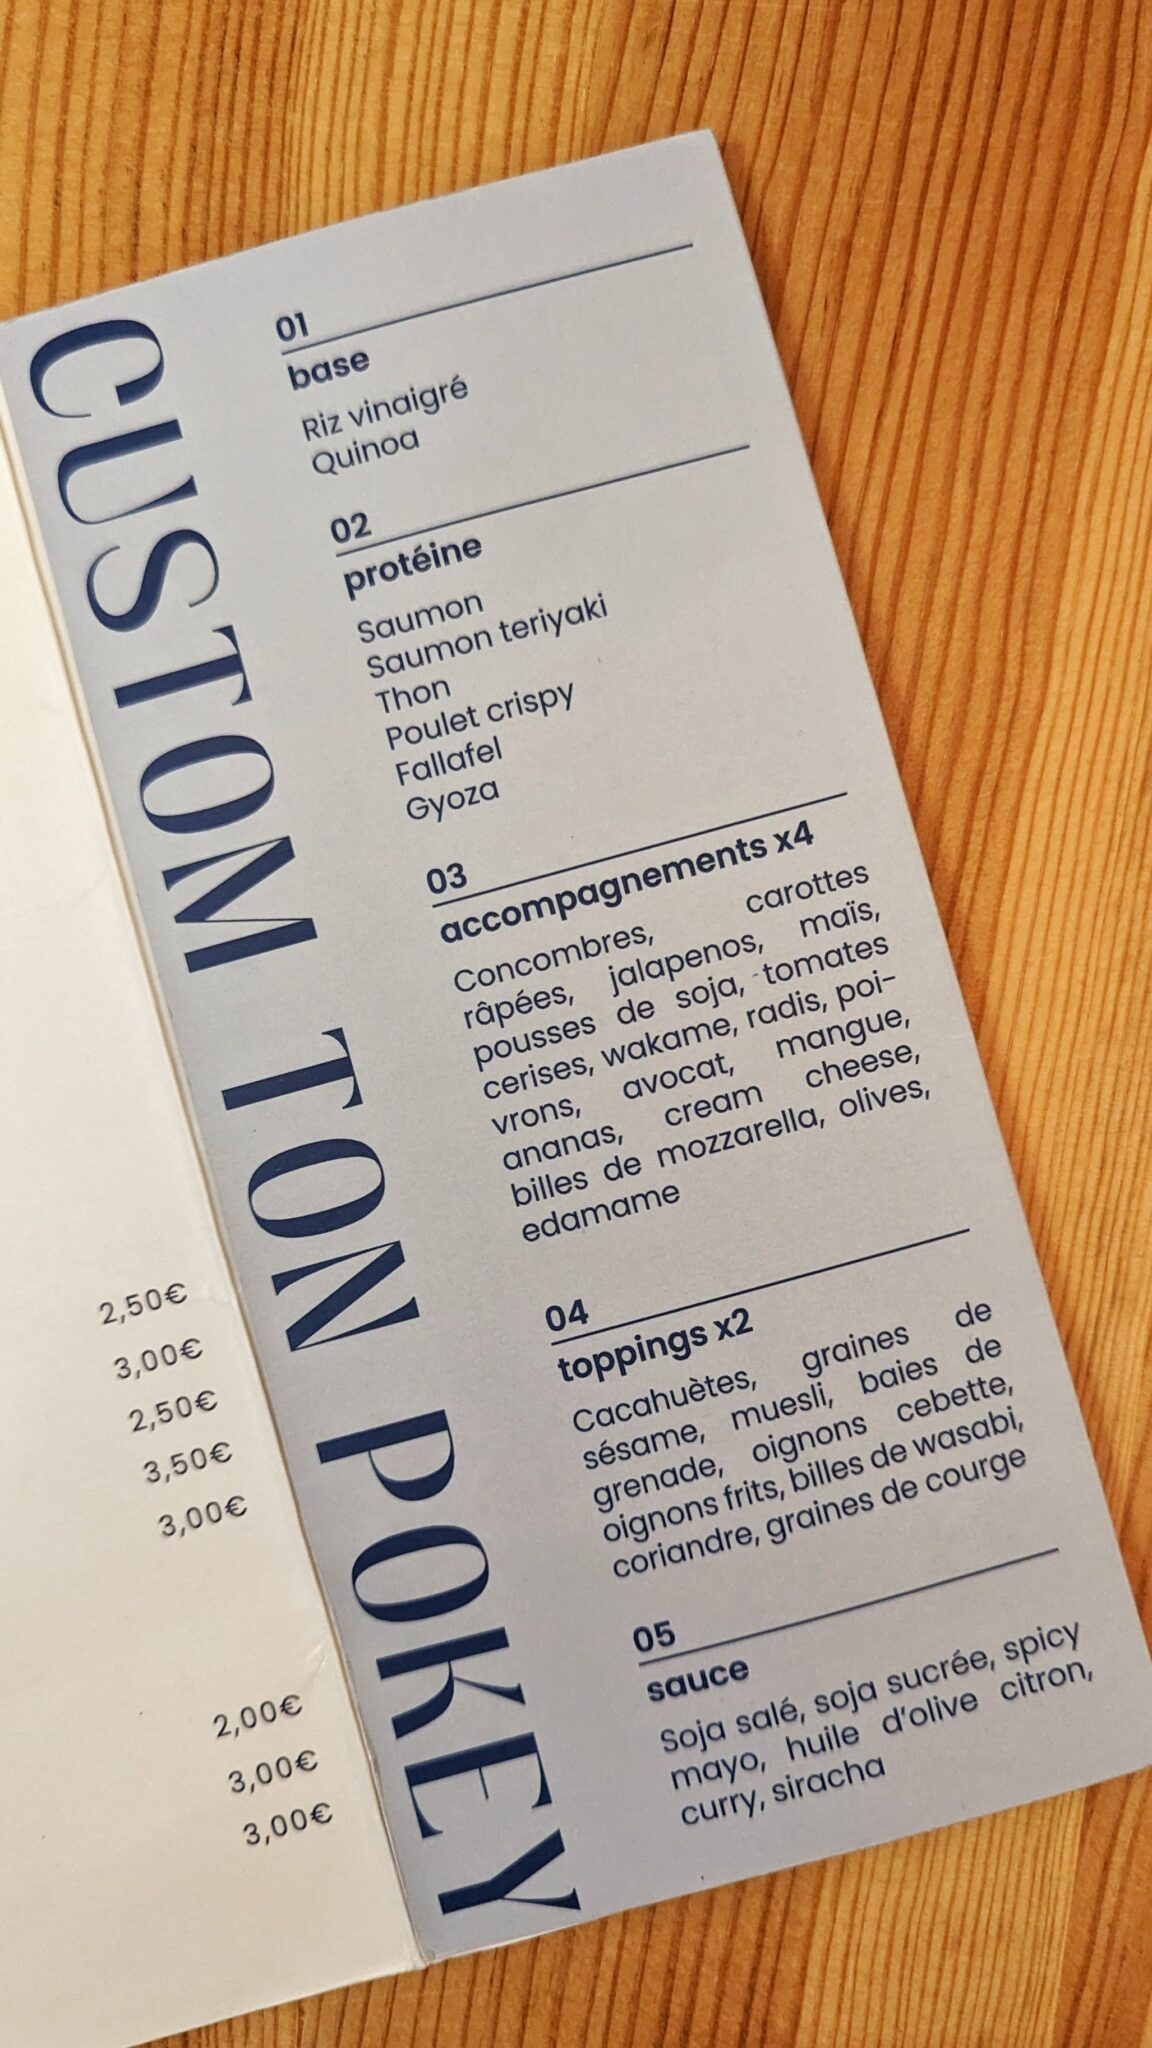 CUSTOM TON POKEY
01
base
Riz vinaigré
Quinoa
02
protéine
Saumon
Saumon teriyaki
Thon
Poulet crispy
Fallafel
Gyoza
03
accompagnements x4
Concombres, carottes
râpées, jalapenos, maïs,
pousses de soja, tomates
cerises, wakame, radis, poi-
vrons, avocat, mangue,
ananas, cream cheese,
billes de mozzarella, olives,
edamame
04
toppings x2
Cacahuètes, graines de
sésame, muesli, baies de
grenade, oignons cebette,
oignons frits, billes de wasabi,
coriandre, graines de courge
05
sauce
Soja salé, soja sucrée, spicy
mayo, huile d'olive citron,
curry, siracha
2,50€
3,00€
2,50€
3,50€
3,00€
2,00€
3,00€
3,00€